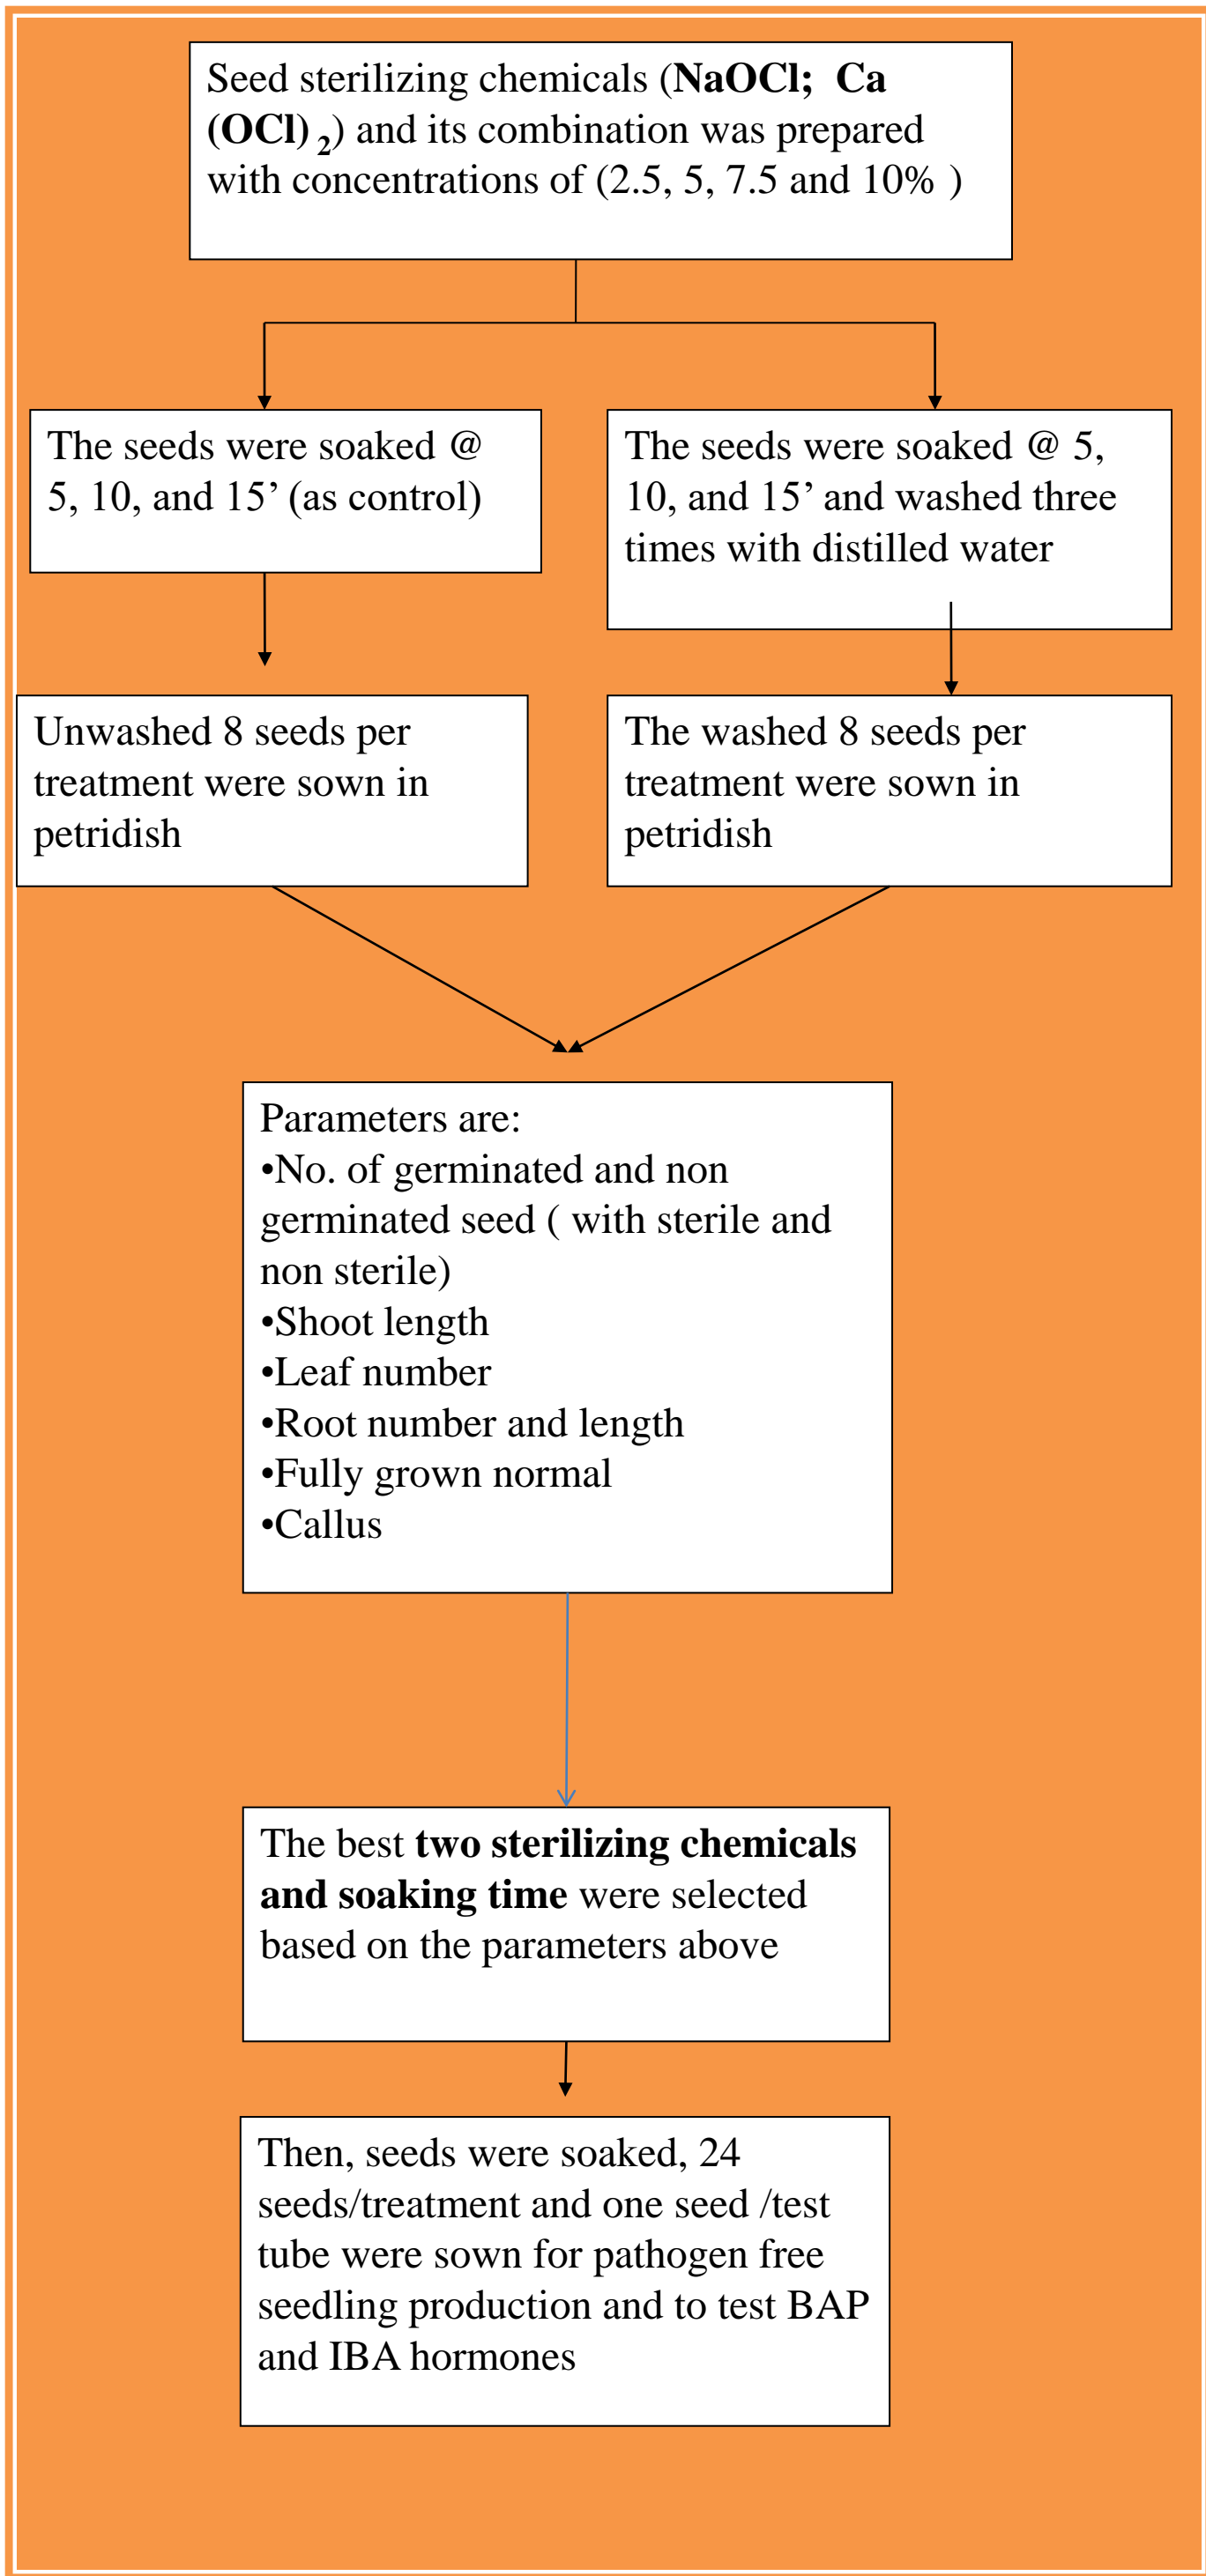 Seed sterilizing chemicals (NaOCl;  Ca
(OCl) 2) and its combination was prepared
with concentrations of (2.5, 5, 7.5 and 10% )
The seeds were soaked @
5, 10, and 15’ (as control)
The seeds were soaked @ 5,
10, and 15’ and washed three
times with distilled water
Unwashed 8 seeds per
treatment were sown in
petridish
The washed 8 seeds per
treatment were sown in
petridish
Parameters are:
•No. of germinated and non
germinated seed ( with sterile and
non sterile)
•Shoot length
•Leaf number
•Root number and length
•Fully grown normal
•Callus
The best two sterilizing chemicals
and soaking time were selected
based on the parameters above
Then, seeds were soaked, 24
seeds/treatment and one seed /test
tube were sown for pathogen free
seedling production and to test BAP
and IBA hormones